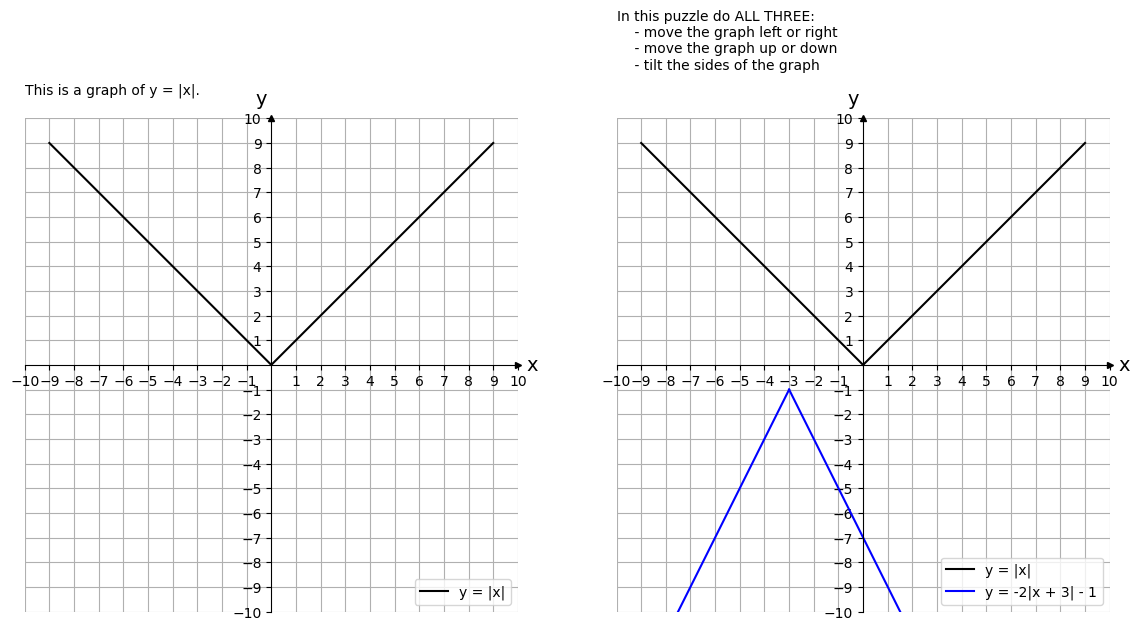 This is a graph of y = |x|.
y
10
9
8
7
6
5
4
3
2
1
x
−10 −9 −8 −7 −6 −5 −4 −3 −2 −1 1 2 3 4 5 6 7 8 9 10
−1
−2
−3
−4
−5
−6
−7
−8
−9
−10
y = |x|
In this puzzle do ALL THREE:
- move the graph left or right
- move the graph up or down
- tilt the sides of the graph
y
10
9
8
7
6
5
4
3
2
1
x
−10 −9 −8 −7 −6 −5 −4 −3 −2 −1 1 2 3 4 5 6 7 8 9 10
−1
−2
−3
−4
−5
−6
−7
−8
−9
−10
y = |x|
y = -2|x + 3| - 1